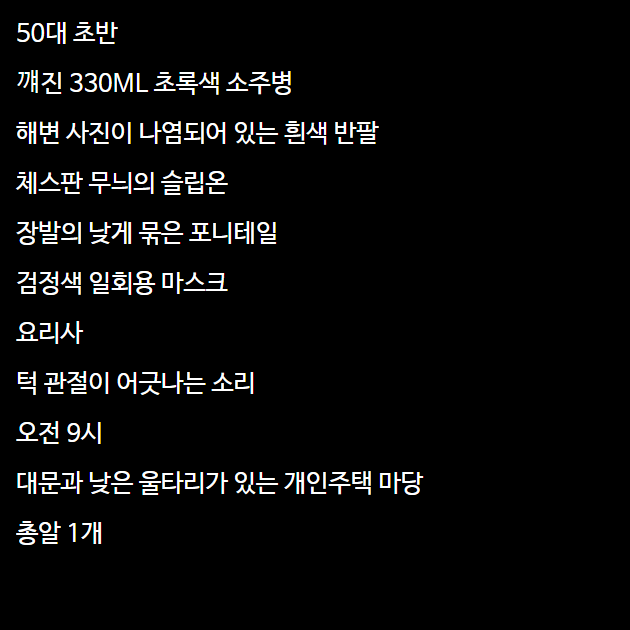 50대 초반
꺠진 330ML 초록색 소주병
해변 사진이 나염되어 있는 흰색 반팔
체스판 무늬의 슬립온
장발의 낮게 묶은 포니테일
검정색 일회용 마스크
요리사
턱 관절이 어긋나는 소리
오전 9시
대문과 낮은 울타리가 있는 개인주택 마당
총알 1개